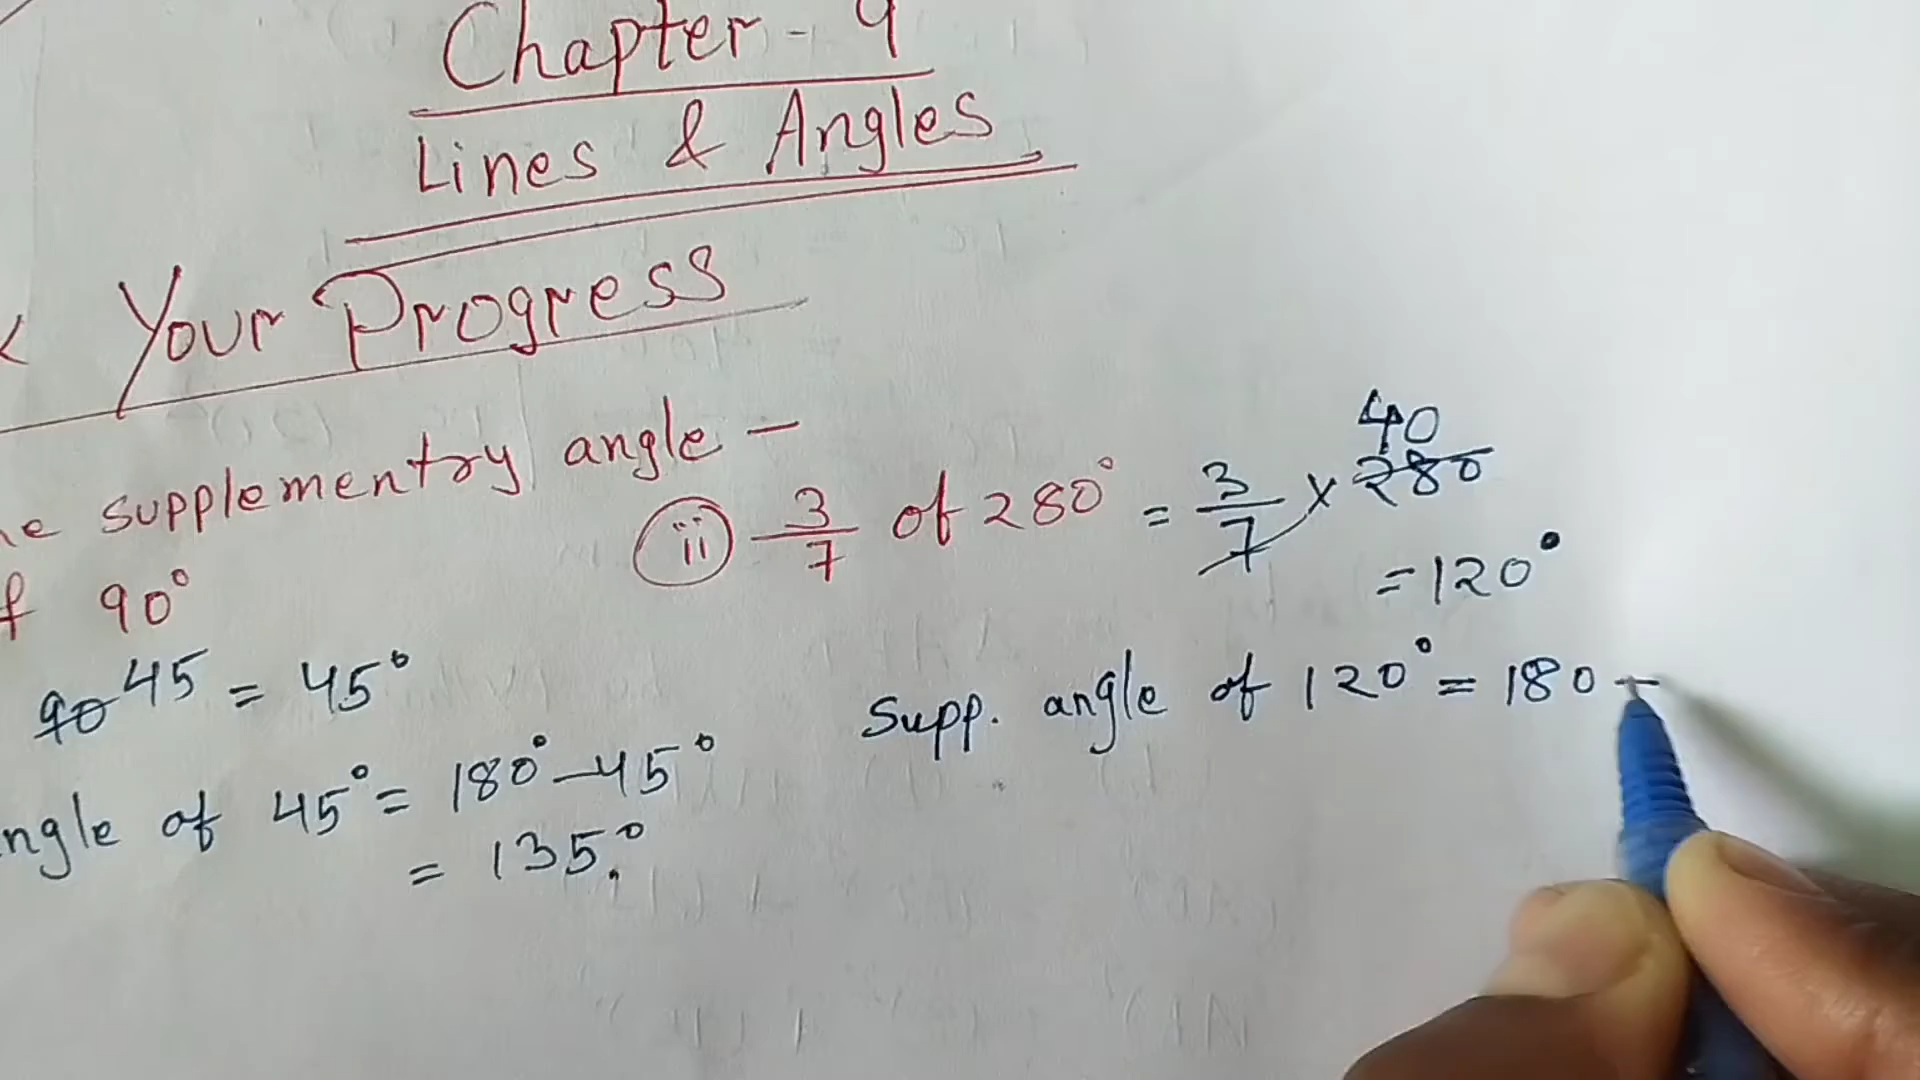 Chapter - 9
Lines & Angles
Your Progress
supplementry angle -
90°
90 45 = 45°
ngle of 45° = 180° - 45°
= 135°.
(ii) 3/7 of 280° = 3/7 × 280
40
= 120°
Supp. angle of 120° = 180 -